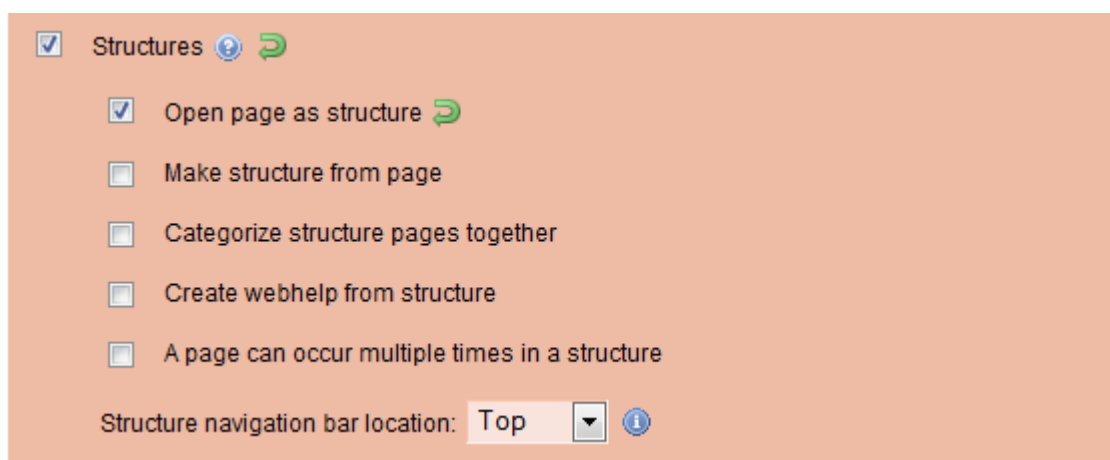 Structures
Open page as structure
Make structure from page
Categorize structure pages together
Create webhelp from structure
A page can occur multiple times in a structure
Structure navigation bar location: Top